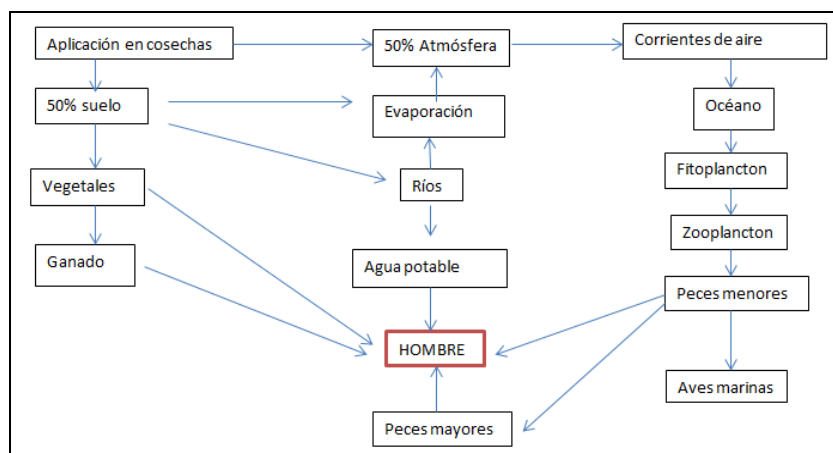 Aplicación en cosechas
50% Atmósfera
Corrientes de aire
50% suelo
Evaporación
Océano
Vegetales
Ríos
Fitoplancton
Zooplancton
Ganado
Agua potable
Peces menores
HOMBRE
Aves marinas
Peces mayores